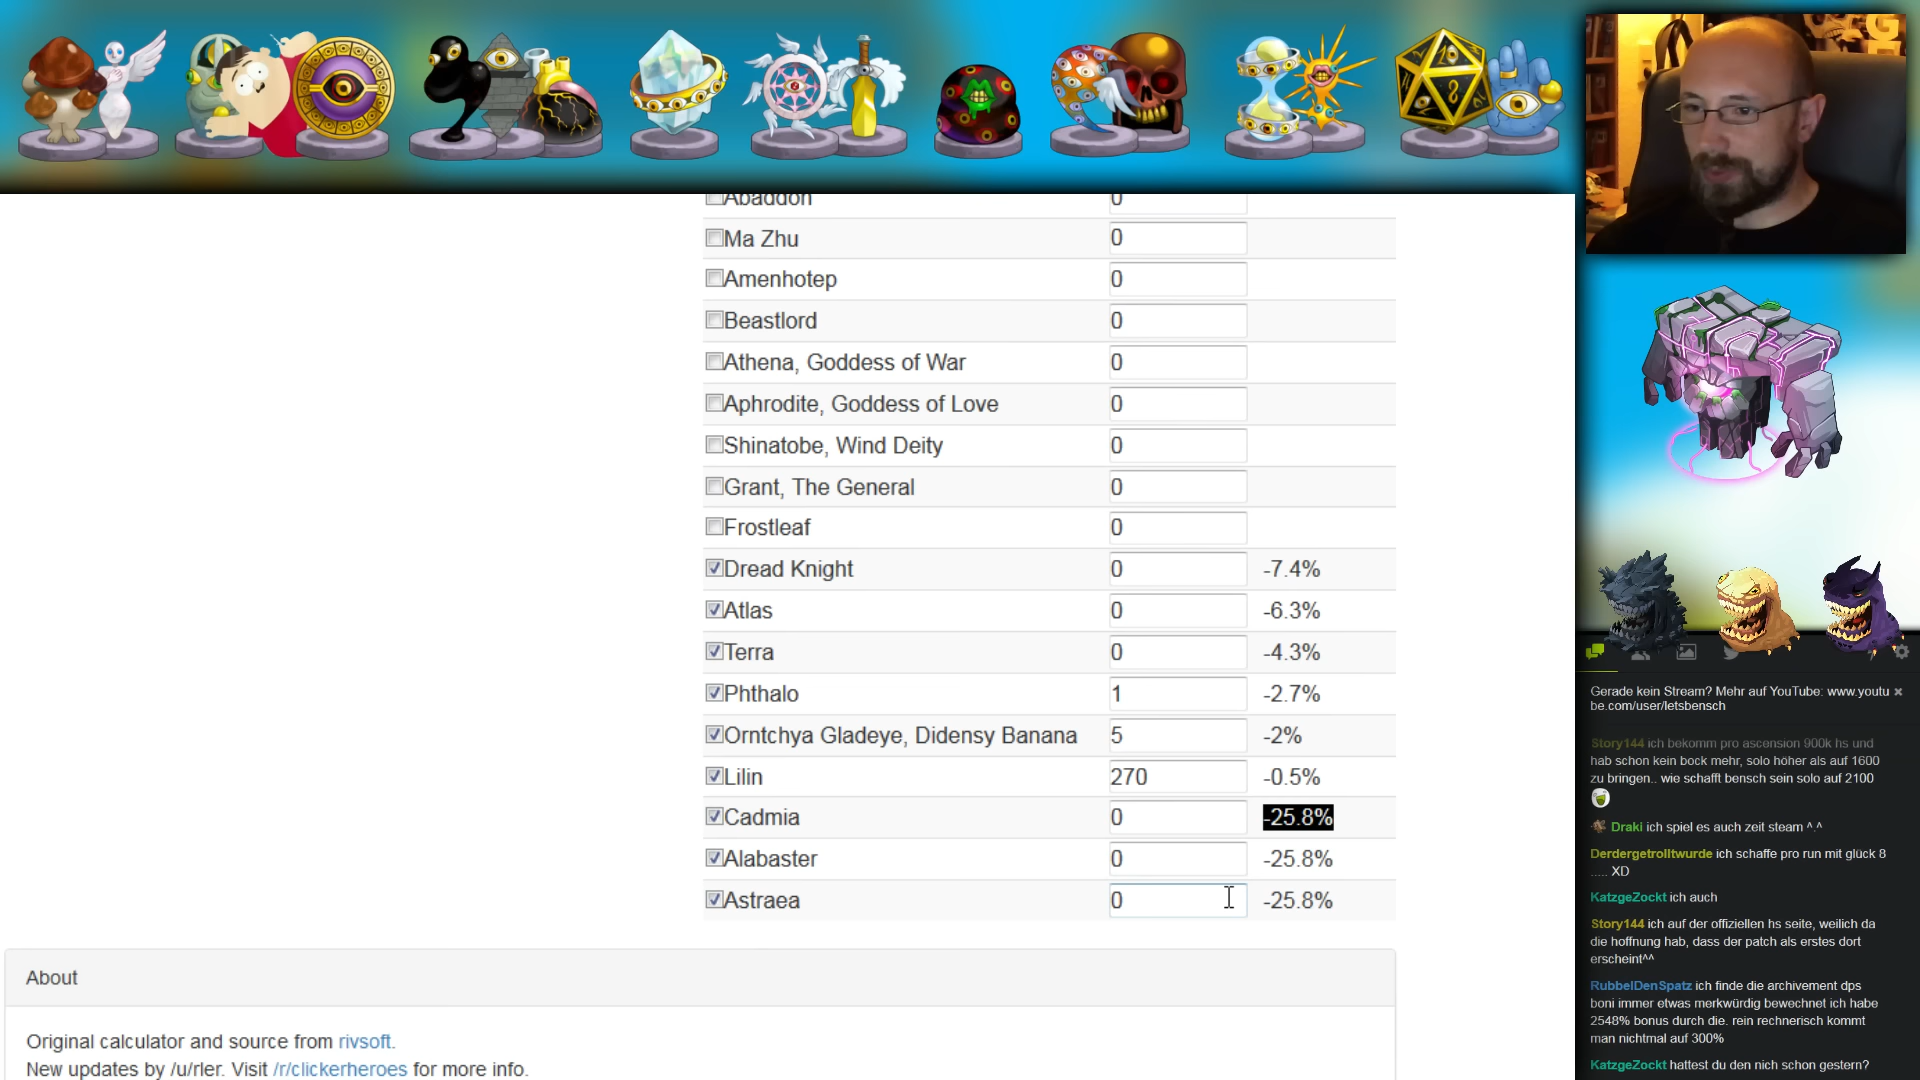 Abaddon 0
Ma Zhu 0
Amenhotep 0
Beastlord 0
Athena, Goddess of War 0
Aphrodite, Goddess of Love 0
Shinatobe, Wind Deity 0
Grant, The General 0
Frostleaf 0
Dread Knight 0 -7.4%
Atlas 0 -6.3%
Terra 0 -4.3%
Phthalo 1 -2.7%
Orntchya Gladeye, Didensy Banana 5 -2%
Lilin 270 -0.5%
Cadmia 0 -25.8%
Alabaster 0 -25.8%
Astraea 0 -25.8%
About
Original calculator and source from rivsoft.
New updates by /u/rler. Visit /r/clickerheroes for more info.
Gerade kein Stream? Mehr auf YouTube: www.youtu
be.com/user/letsbensch
Story144 ich bekomm pro ascension 900k hs und
hab schon kein bock mehr, solo höher als auf 1600
zu bringen.. wie schafft bensch sein solo auf 2100
Draki ich spiel es auch zeit steam ^.^
Derdergetrolltwurde ich schaffe pro run mit glück 8
..... XD
KatzgeZockt ich auch
Story144 ich auf der offiziellen hs seite, weilich da
die hoffnung hab, dass der patch als erstes dort
erscheint^^
RubbelDenSpatz ich finde die archivement dps
boni immer etwas merkwürdig bewechnet ich habe
2548% bonus durch die. rein rechnerisch kommt
man nichtmal auf 300%
KatzgeZockt hattest du den nich schon gestern?